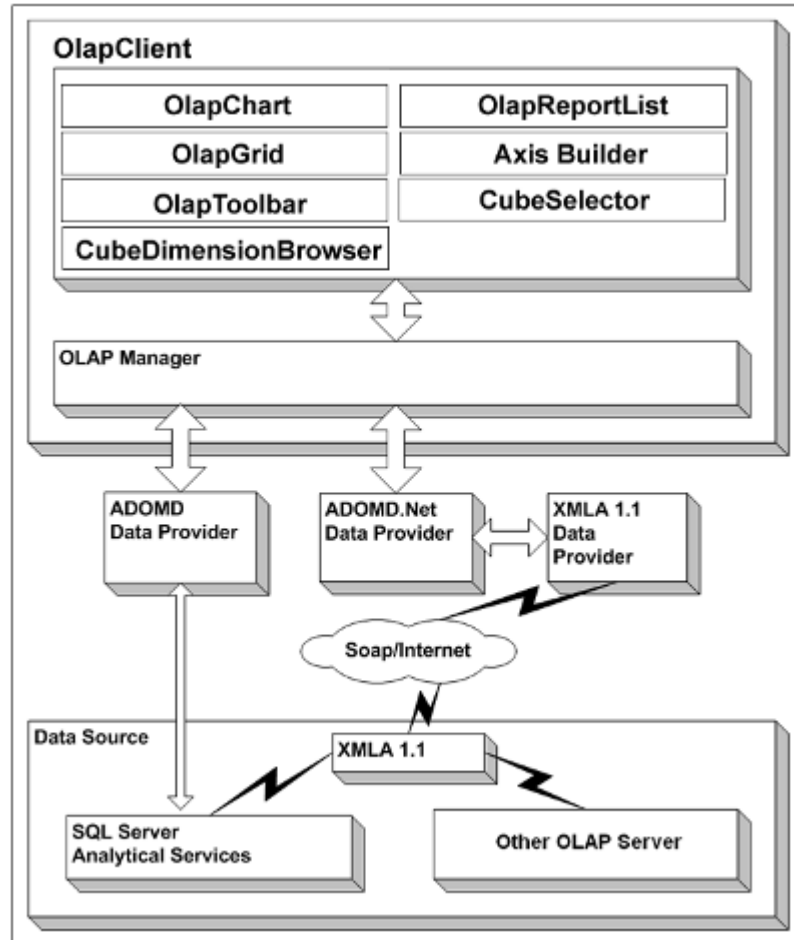 OlapClient
OlapChart
OlapReportList
OlapGrid
Axis Builder
OlapToolbar
CubeSelector
CubeDimensionBrowser
OLAP Manager
ADOMD
Data Provider
ADOMD.Net
Data Provider
XMLA 1.1
Data
Provider
Soap/Internet
Data Source
XMLA 1.1
SQL Server
Analytical Services
Other OLAP Server